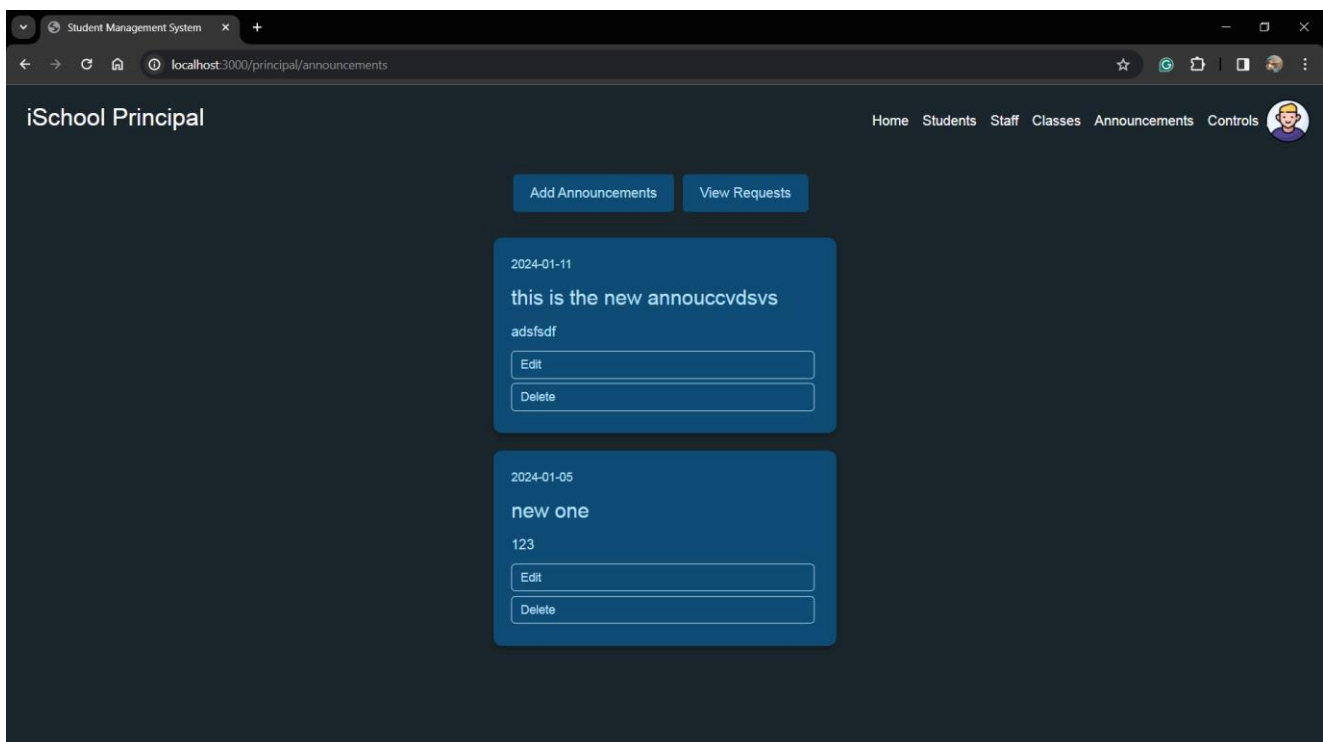 Student Management System
localhost:3000/principal/announcements
iSchool Principal
Home Students Staff Classes Announcements Controls
Add Announcements View Requests
2024-01-11
this is the new annouccvdsvs
adsfsdf
Edit
Delete
2024-01-05
new one
123
Edit
Delete